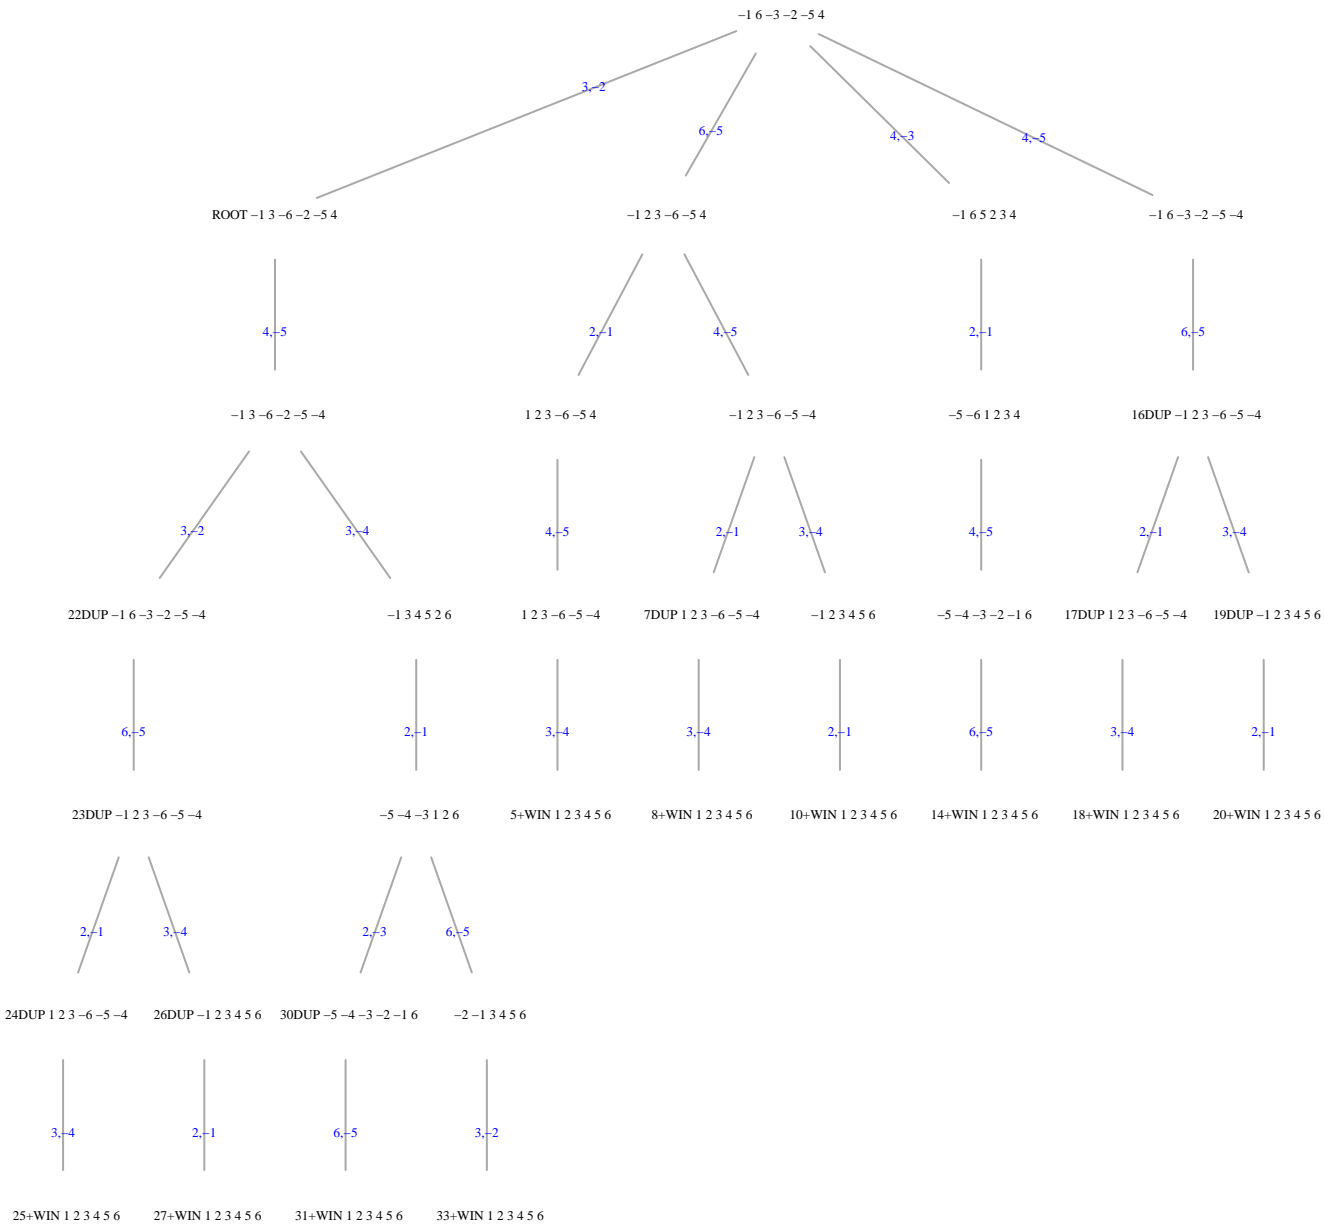 −1 6 −3 −2 −5 4
3,−2
6,−5
4,−3
4,−5
ROOT −1 3 −6 −2 −5 4
−1 2 3 −6 −5 4
−1 6 5 2 3 4
−1 6 −3 −2 −5 −4
4,−5
2,−1
4,−5
2,−1
6,−5
−1 3 −6 −2 −5 −4
1 2 3 −6 −5 4
−1 2 3 −6 −5 −4
−5 −6 1 2 3 4
16DUP −1 2 3 −6 −5 −4
3,−2
3,−4
4,−5
2,−1
3,−4
4,−5
2,−1
3,−4
22DUP −1 6 −3 −2 −5 −4
−1 3 4 5 2 6
1 2 3 −6 −5 −4
7DUP 1 2 3 −6 −5 −4
−1 2 3 4 5 6
−5 −4 −3 −2 −1 6
17DUP 1 2 3 −6 −5 −4
19DUP −1 2 3 4 5 6
6,−5
2,−1
3,−4
3,−4
2,−1
6,−5
3,−4
2,−1
23DUP −1 2 3 −6 −5 −4
−5 −4 −3 1 2 6
5+WIN 1 2 3 4 5 6
8+WIN 1 2 3 4 5 6
10+WIN 1 2 3 4 5 6
14+WIN 1 2 3 4 5 6
18+WIN 1 2 3 4 5 6
20+WIN 1 2 3 4 5 6
2,−1
3,−4
2,−3
6,−5
24DUP 1 2 3 −6 −5 −4
26DUP −1 2 3 4 5 6
30DUP −5 −4 −3 −2 −1 6
−2 −1 3 4 5 6
3,−4
2,−1
6,−5
3,−2
25+WIN 1 2 3 4 5 6
27+WIN 1 2 3 4 5 6
31+WIN 1 2 3 4 5 6
33+WIN 1 2 3 4 5 6